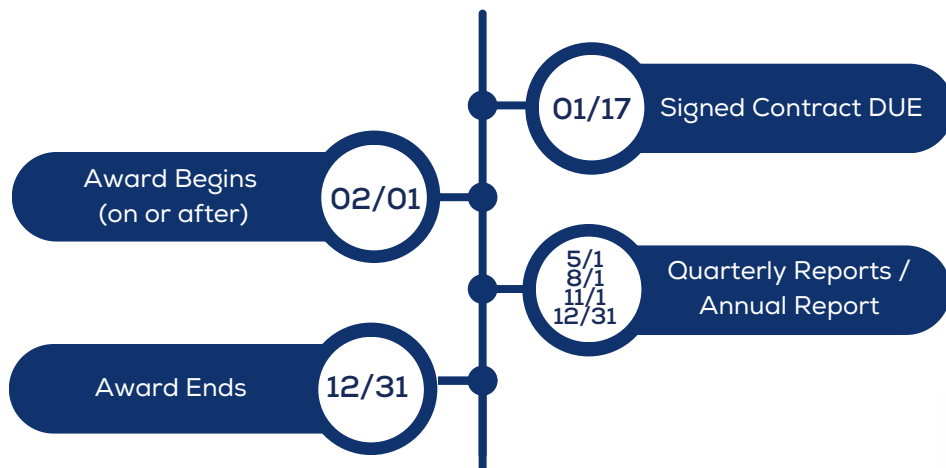 01/17
Signed Contract DUE
Award Begins
(on or after)
02/01
5/1
8/1
11/1
12/31
Quarterly Reports /
Annual Report
Award Ends
12/31